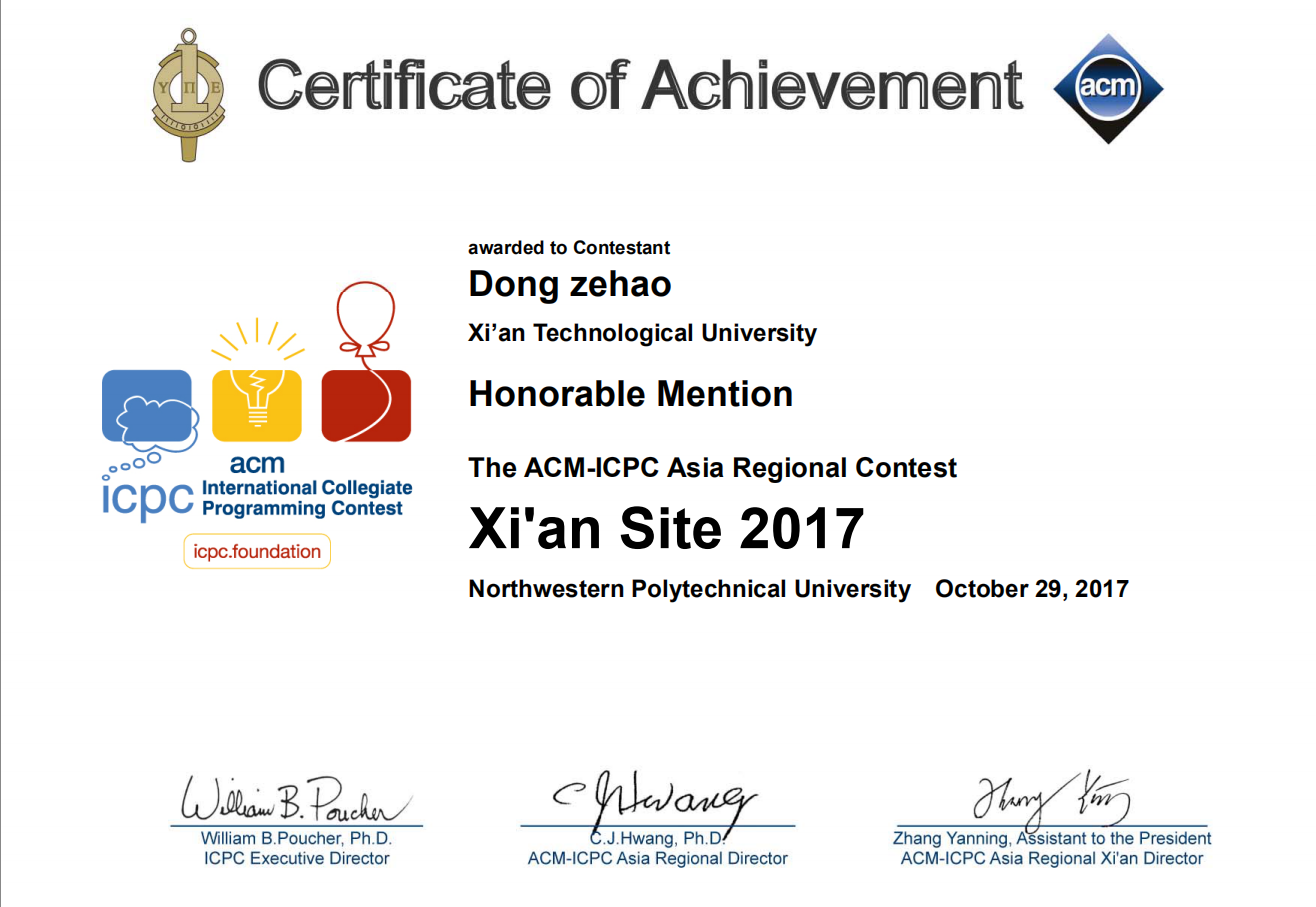 Υ Π Ε
Certificate of Achievement
acm
awarded to Contestant
Dong zehao
Xi’an Technological University
Honorable Mention
The ACM-ICPC Asia Regional Contest
Xi'an Site 2017
Northwestern Polytechnical University October 29, 2017
acm
icpc International Collegiate
Programming Contest
icpc.foundation
William B. Poucher
William B.Poucher, Ph.D.
ICPC Executive Director
C J Hwang
C.J.Hwang, Ph.D.
ACM-ICPC Asia Regional Director
Zhang Yanning, Assistant to the President
ACM-ICPC Asia Regional Xi'an Director